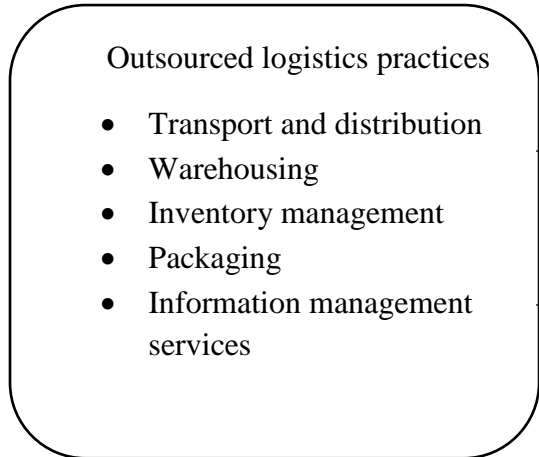 Outsourced logistics practices
• Transport and distribution
• Warehousing
• Inventory management
• Packaging
• Information management
services